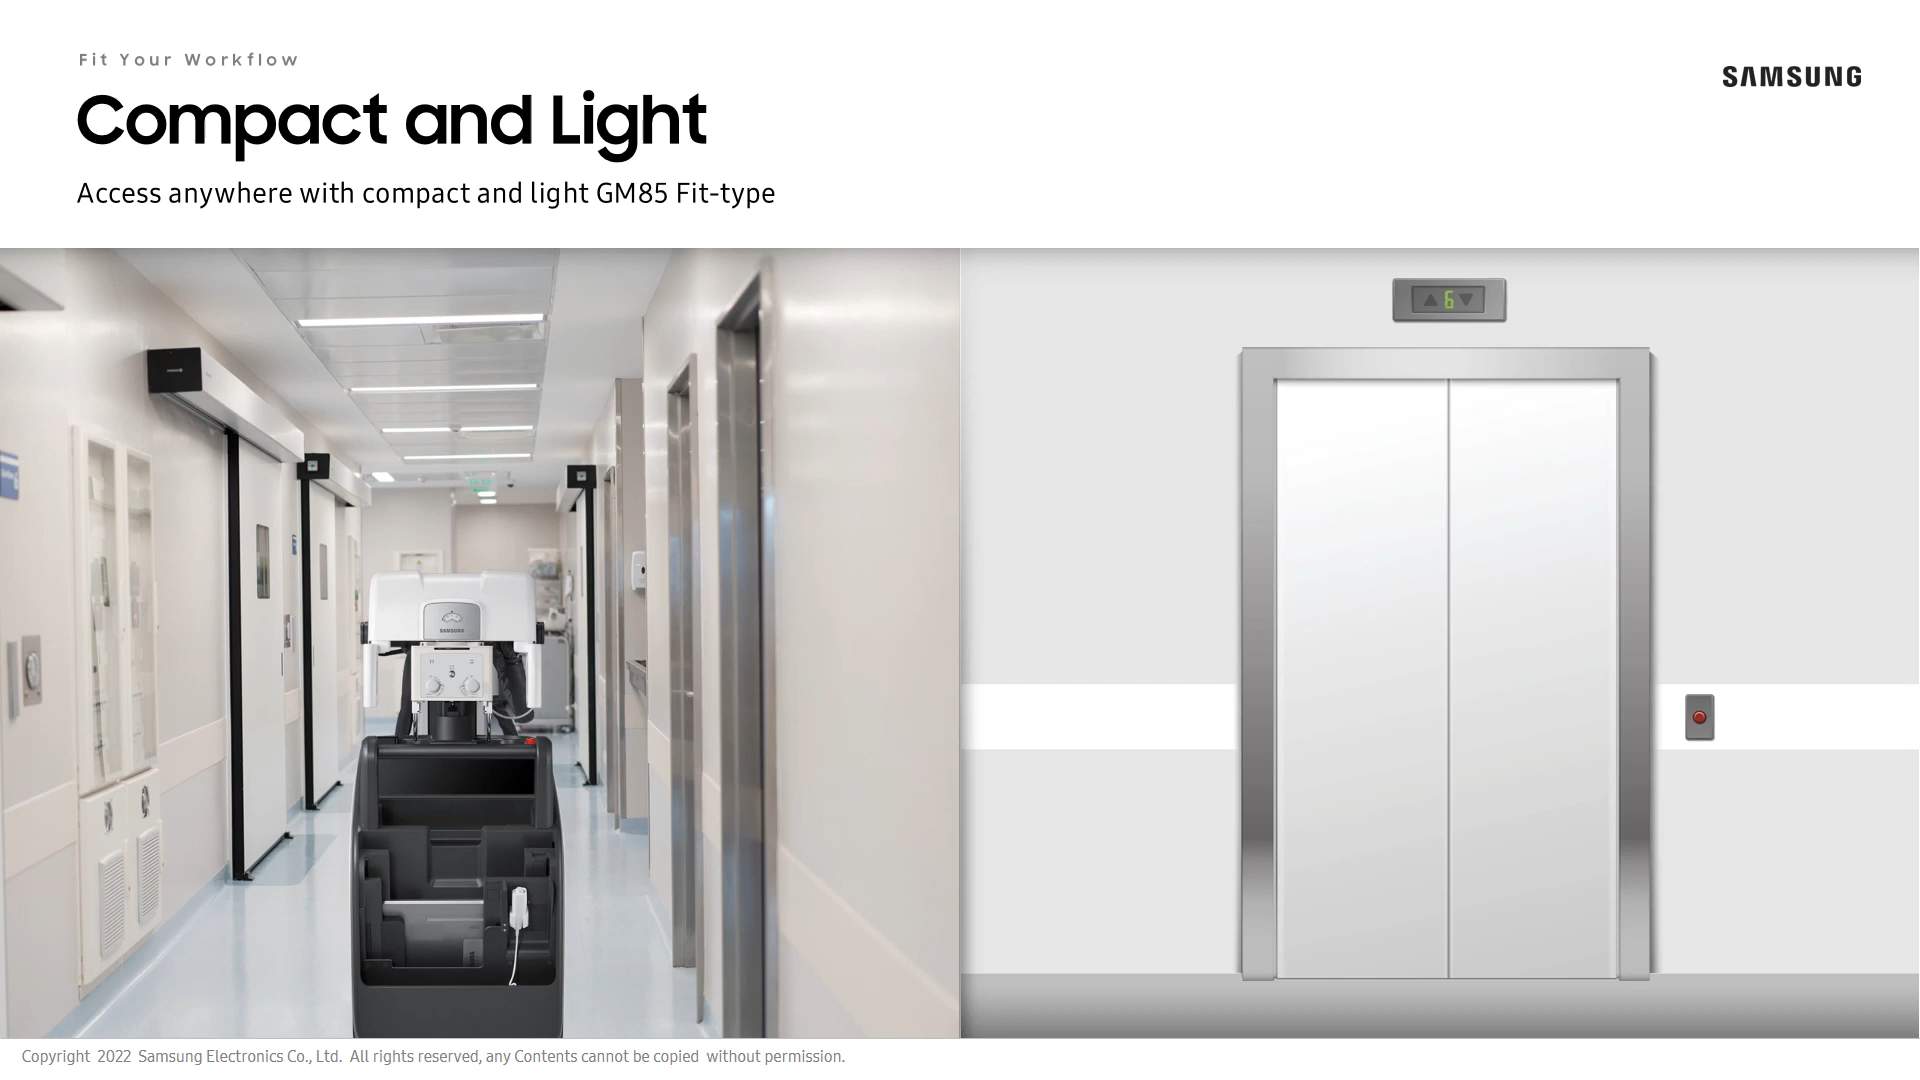 Fit Your Workflow
SAMSUNG
Compact and Light
Access anywhere with compact and light GM85 Fit-type
6
SAMSUNG
Copyright 2022 Samsung Electronics Co., Ltd. All rights reserved, any Contents cannot be copied without permission.